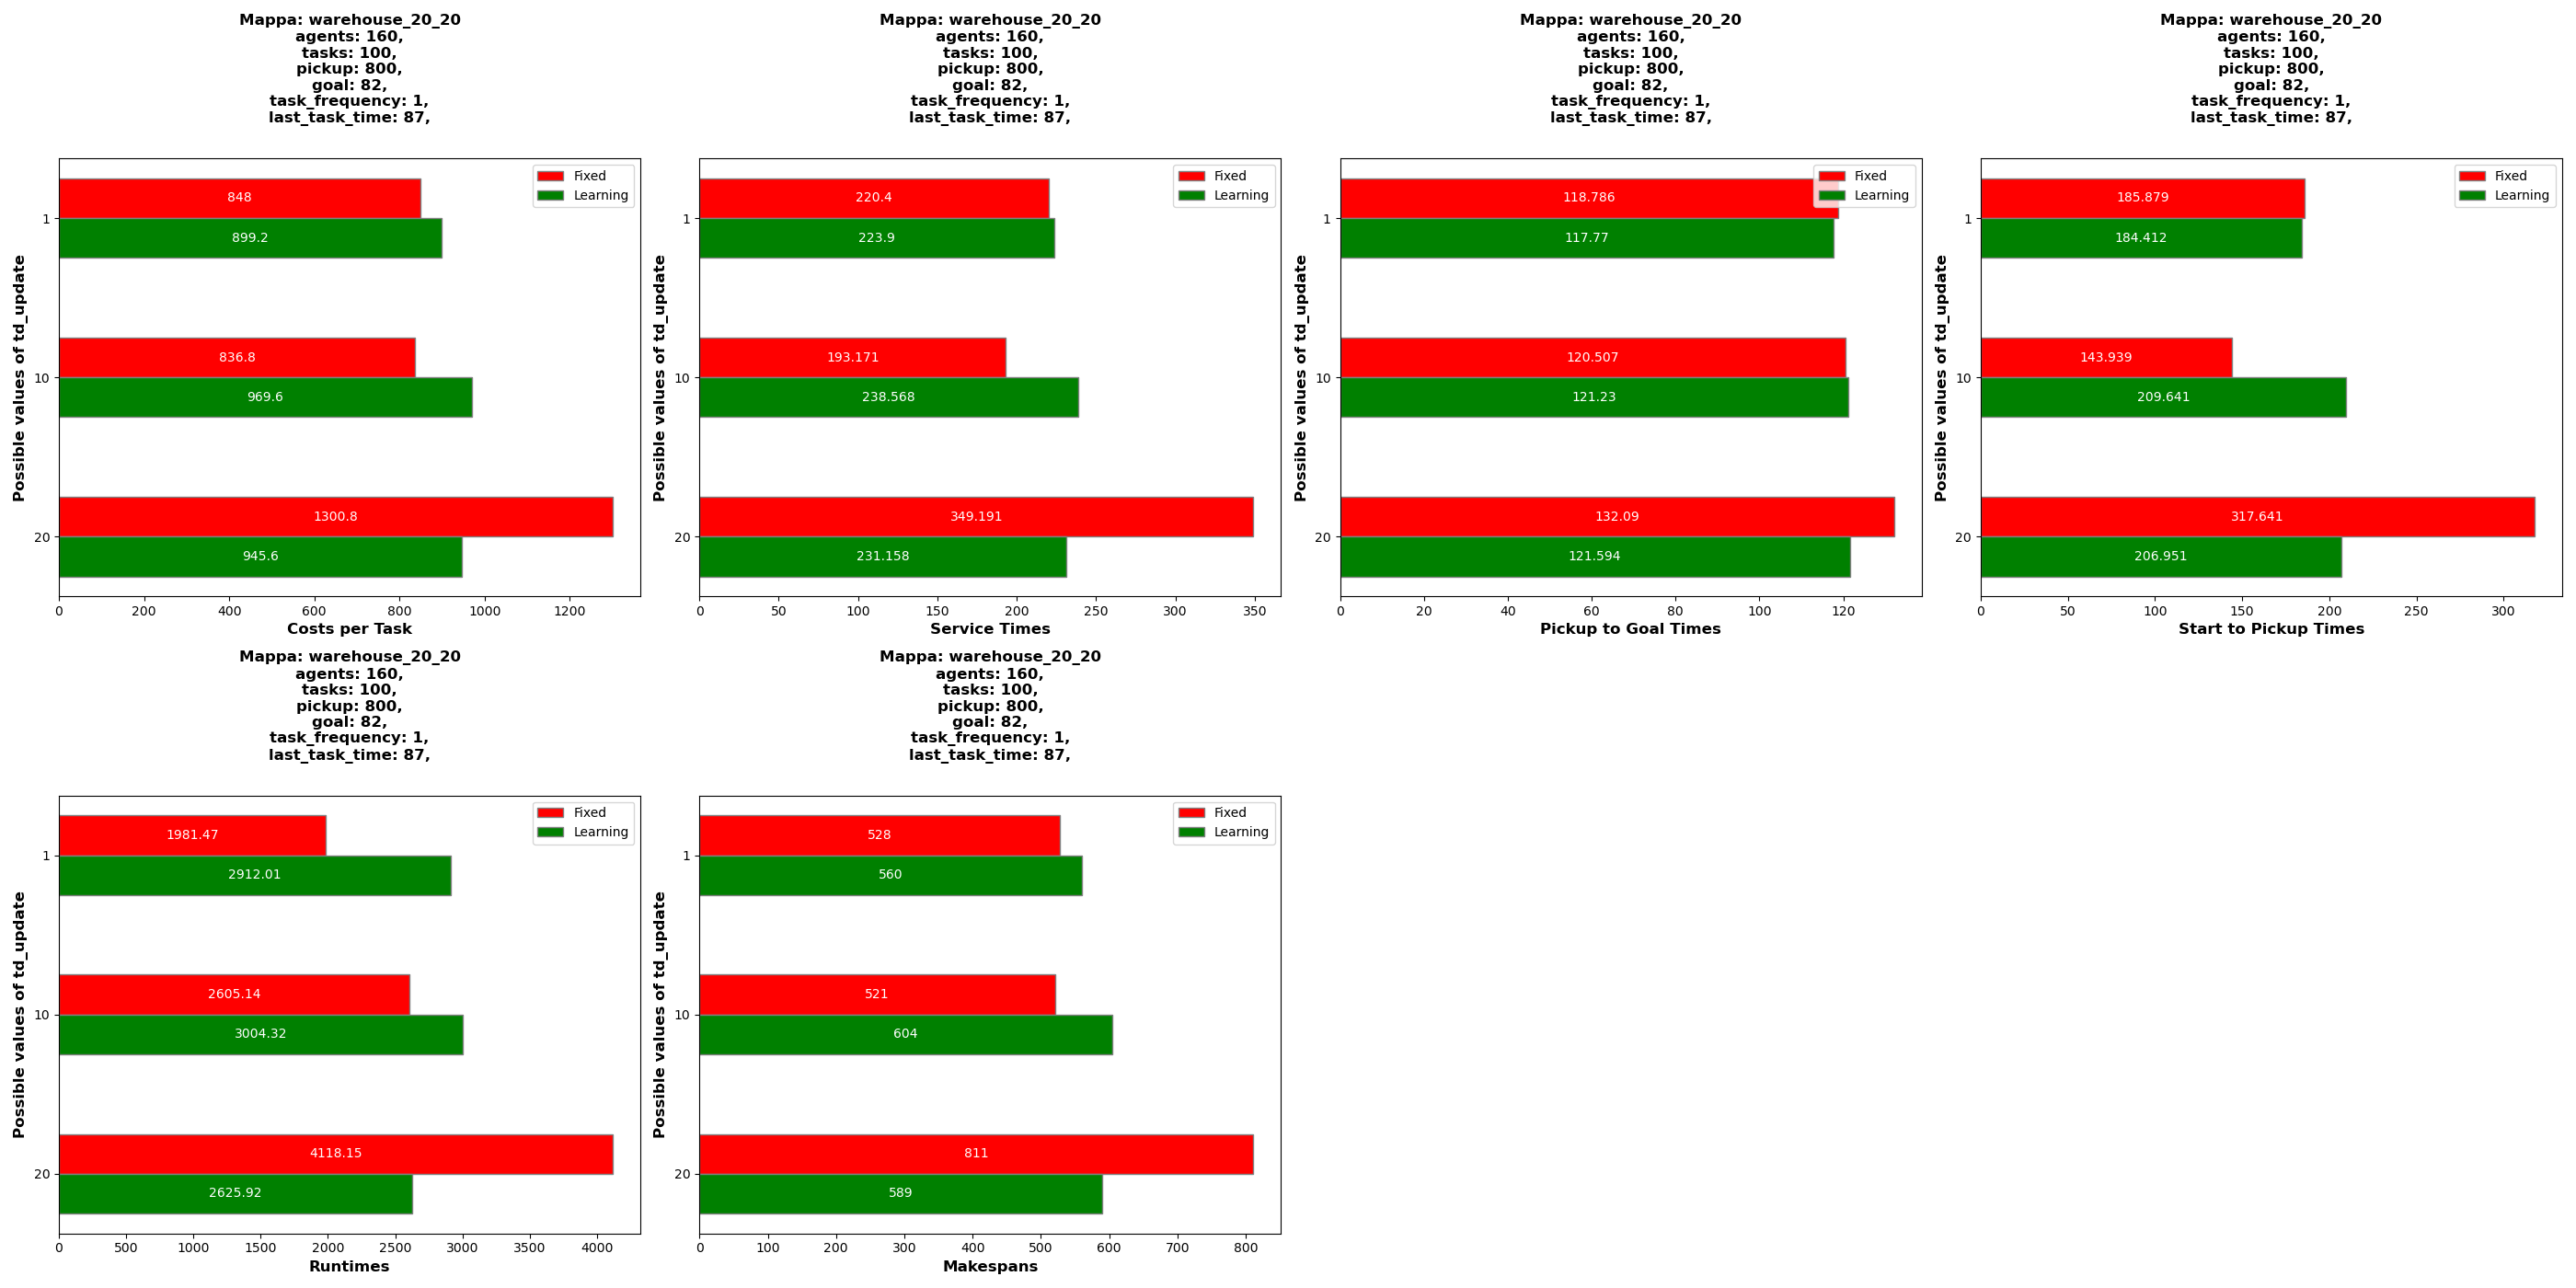 Mappa: warehouse_20_20
agents: 160,
tasks: 100,
pickup: 800,
goal: 82,
task_frequency: 1,
last_task_time: 87,
Fixed
Learning
848
1
899.2
836.8
10
969.6
1300.8
20
945.6
0 200 400 600 800 1000 1200
Possible values of td_update
Costs per Task
Mappa: warehouse_20_20
agents: 160,
tasks: 100,
pickup: 800,
goal: 82,
task_frequency: 1,
last_task_time: 87,
Fixed
Learning
220.4
1
223.9
193.171
10
238.568
349.191
20
231.158
0 50 100 150 200 250 300 350
Possible values of td_update
Service Times
Mappa: warehouse_20_20
agents: 160,
tasks: 100,
pickup: 800,
goal: 82,
task_frequency: 1,
last_task_time: 87,
Fixed
Learning
118.786
1
117.77
120.507
10
121.23
132.09
20
121.594
0 20 40 60 80 100 120
Possible values of td_update
Pickup to Goal Times
Mappa: warehouse_20_20
agents: 160,
tasks: 100,
pickup: 800,
goal: 82,
task_frequency: 1,
last_task_time: 87,
Fixed
Learning
185.879
1
184.412
143.939
10
209.641
317.641
20
206.951
0 50 100 150 200 250 300
Possible values of td_update
Start to Pickup Times
Mappa: warehouse_20_20
agents: 160,
tasks: 100,
pickup: 800,
goal: 82,
task_frequency: 1,
last_task_time: 87,
Fixed
Learning
1981.47
1
2912.01
2605.14
10
3004.32
4118.15
20
2625.92
0 500 1000 1500 2000 2500 3000 3500 4000
Possible values of td_update
Runtimes
Mappa: warehouse_20_20
agents: 160,
tasks: 100,
pickup: 800,
goal: 82,
task_frequency: 1,
last_task_time: 87,
Fixed
Learning
528
1
560
521
10
604
811
20
589
0 100 200 300 400 500 600 700 800
Possible values of td_update
Makespans